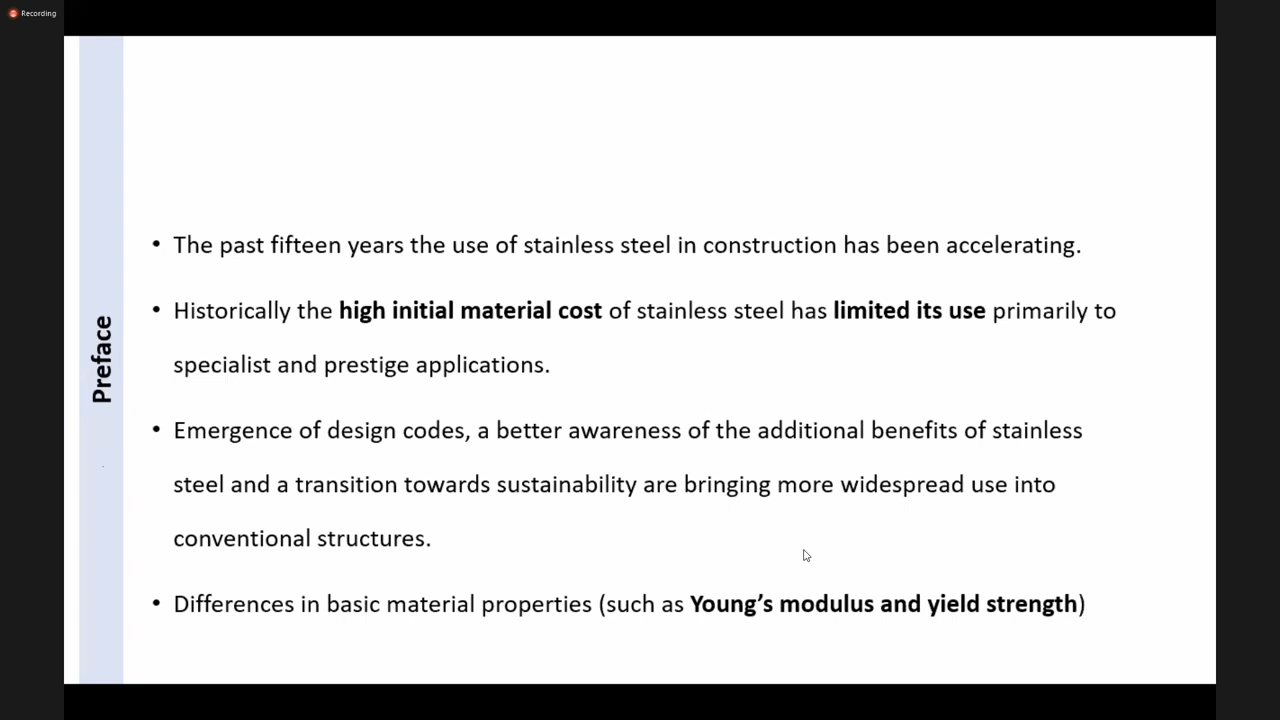 Recording
Preface
• The past fifteen years the use of stainless steel in construction has been accelerating.
• Historically the high initial material cost of stainless steel has limited its use primarily to
specialist and prestige applications.
• Emergence of design codes, a better awareness of the additional benefits of stainless
steel and a transition towards sustainability are bringing more widespread use into
conventional structures.
• Differences in basic material properties (such as Young’s modulus and yield strength)